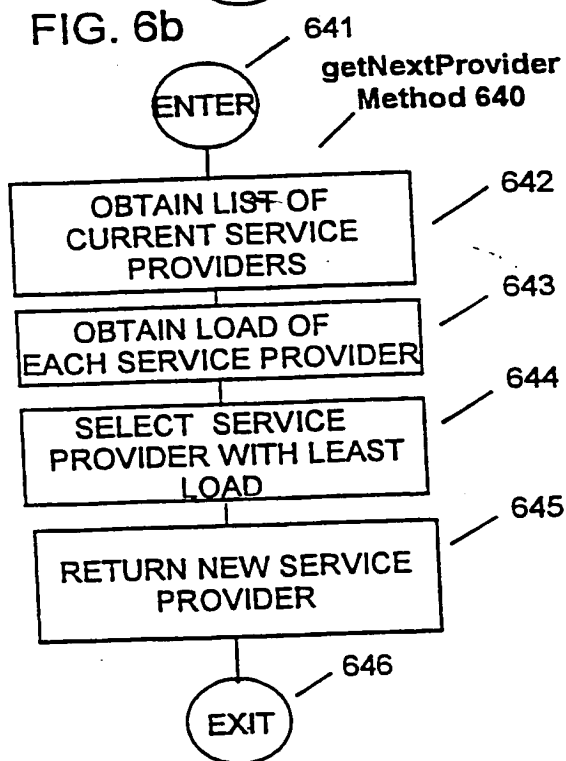 FIG. 6b
641
getNextProvider
Method 640
ENTER
642
OBTAIN LIST OF
CURRENT SERVICE
PROVIDERS
643
OBTAIN LOAD OF
EACH SERVICE PROVIDER
644
SELECT SERVICE
PROVIDER WITH LEAST
LOAD
645
RETURN NEW SERVICE
PROVIDER
646
EXIT